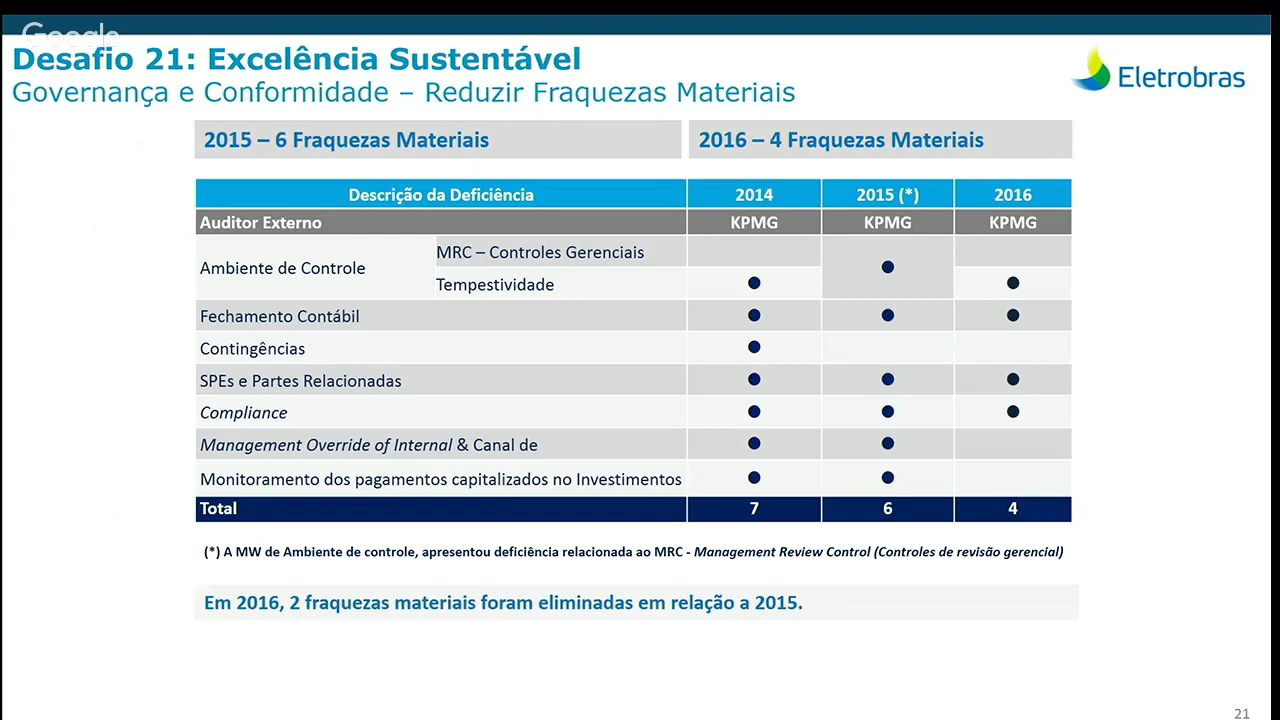 Google
Desafio 21: Excelência Sustentável
Governança e Conformidade – Reduzir Fraquezas Materiais
Eletrobras
2015 – 6 Fraquezas Materiais 2016 – 4 Fraquezas Materiais
Descrição da Deficiência 2014 2015 (*) 2016
Auditor Externo KPMG KPMG KPMG
Ambiente de Controle
MRC – Controles Gerenciais
Tempestividade ● ● ●
Fechamento Contábil ● ● ●
Contingências ●
SPEs e Partes Relacionadas ● ● ●
Compliance ● ● ●
Management Override of Internal & Canal de ● ●
Monitoramento dos pagamentos capitalizados no Investimentos ● ●
Total 7 6 4
(*) A MW de Ambiente de controle, apresentou deficiência relacionada ao MRC - Management Review Control (Controles de revisão gerencial)
Em 2016, 2 fraquezas materiais foram eliminadas em relação a 2015.
21